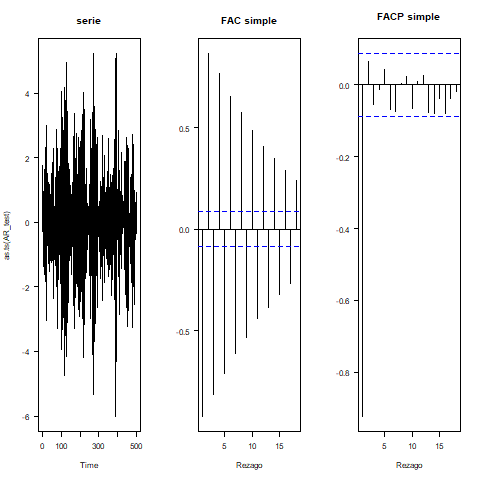 serie
as.ts(AR_test)
4
2
0
-2
-4
-6
0 100 300 500
Time
FAC simple
0.5
0.0
-0.5
5 10 15
Rezago
FACP simple
0.0
-0.2
-0.4
-0.6
-0.8
5 10 15
Rezago